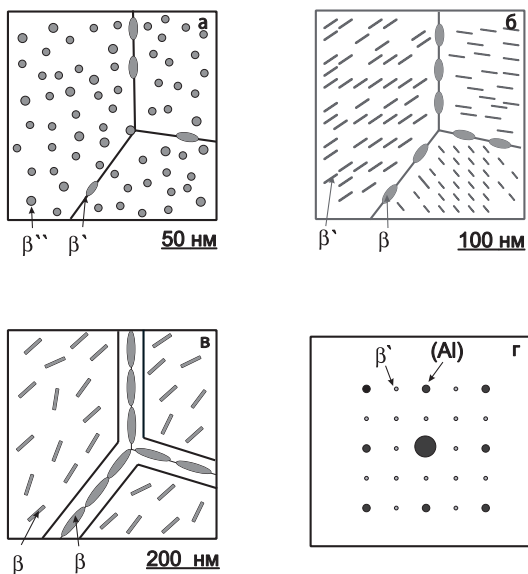 а
β`` β` 50 нм
б
β` β 100 нм
в
β β 200 нм
г
β` (Al)